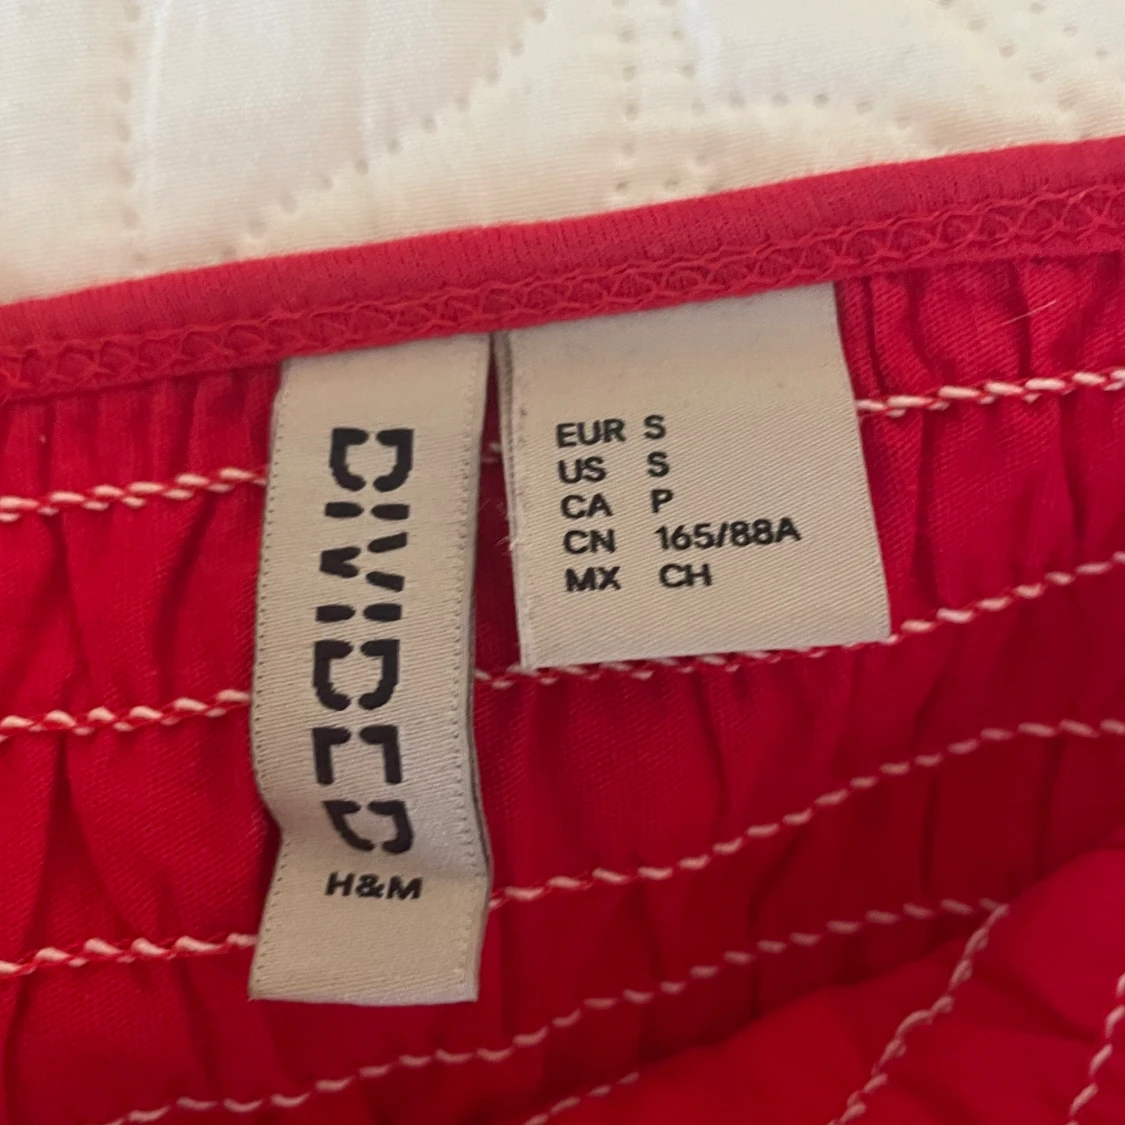 DIVIDED
H&M
EUR S
US S
CA P
CN 165/88A
MX CH